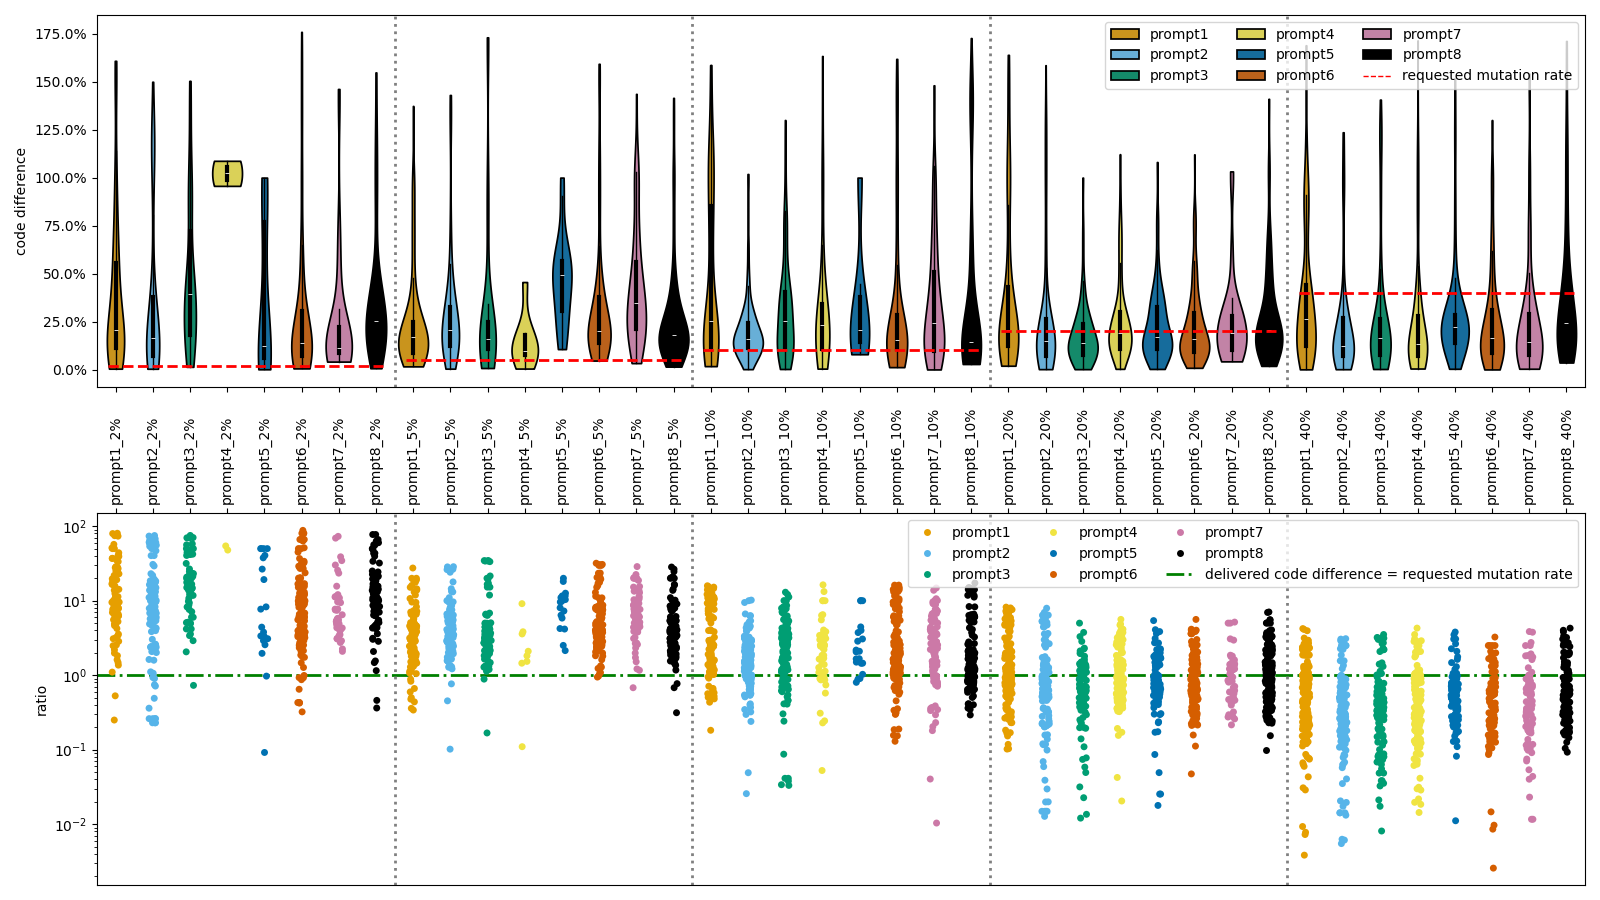 175.0%
150.0%
125.0%
100.0%
75.0%
50.0%
25.0%
0.0%
code difference
prompt1 prompt4 prompt7
prompt2 prompt5 prompt8
prompt3 prompt6 requested mutation rate
prompt1_2%
prompt2_2%
prompt3_2%
prompt4_2%
prompt5_2%
prompt6_2%
prompt7_2%
prompt8_2%
prompt1_5%
prompt2_5%
prompt3_5%
prompt4_5%
prompt5_5%
prompt6_5%
prompt7_5%
prompt8_5%
prompt1_10%
prompt2_10%
prompt3_10%
prompt4_10%
prompt5_10%
prompt6_10%
prompt7_10%
prompt8_10%
prompt1_20%
prompt2_20%
prompt3_20%
prompt4_20%
prompt5_20%
prompt6_20%
prompt7_20%
prompt8_20%
prompt1_40%
prompt2_40%
prompt3_40%
prompt4_40%
prompt5_40%
prompt6_40%
prompt7_40%
prompt8_40%
10²
10¹
10⁰
10⁻¹
10⁻²
ratio
prompt1 prompt4 prompt7
prompt2 prompt5 prompt8
prompt3 prompt6 delivered code difference = requested mutation rate